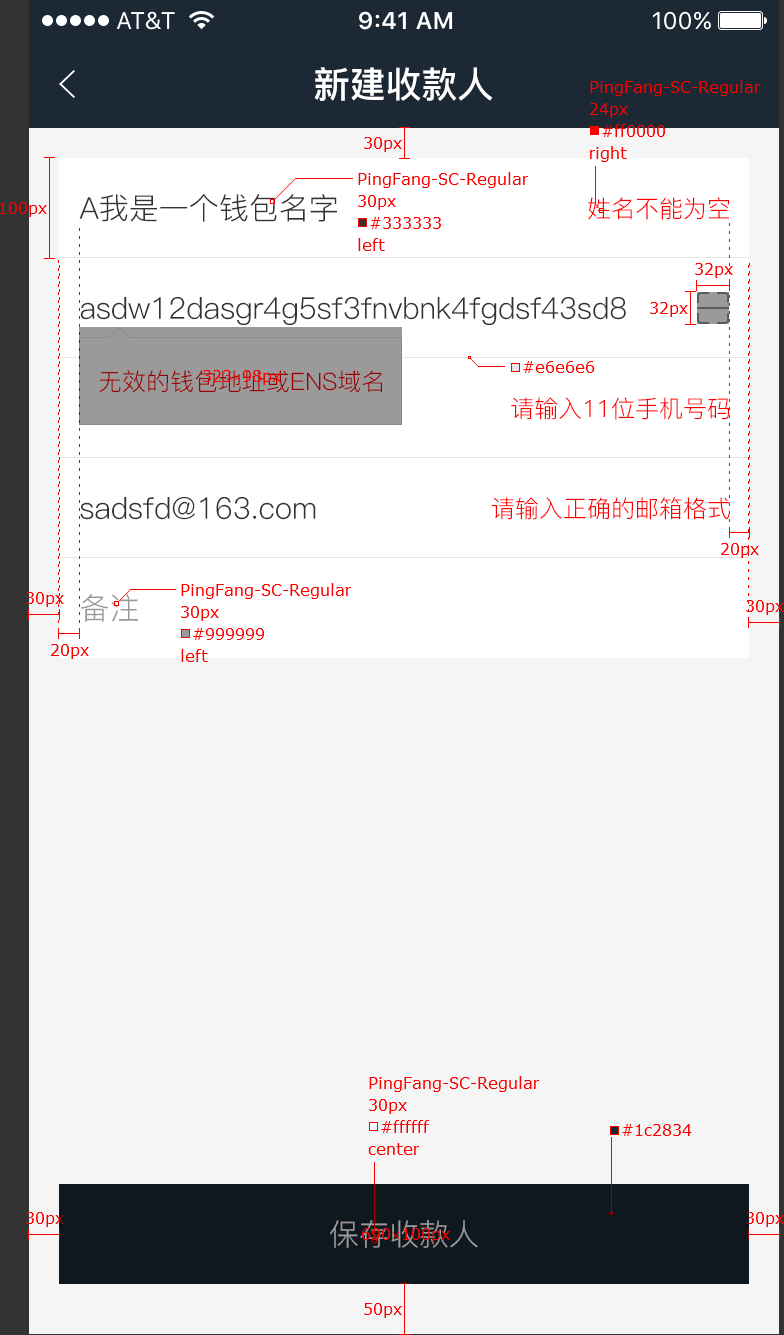 AT&T 9:41 AM 100%
新建收款人
PingFang-SC-Regular
24px
#ff0000
right
30px
100px
A我是一个钱包名字
PingFang-SC-Regular
30px
#333333
left
姓名不能为空
32px
asdw12dasgr4g5sf3fnvbnk4fgdsf43sd8
32px
#e6e6e6
无效的钱包地址或ENS域名
323×98px
请输入11位手机号码
sadsfd@163.com
请输入正确的邮箱格式
20px
30px
备注
PingFang-SC-Regular
30px
#999999
left
30px
20px
PingFang-SC-Regular
30px
#ffffff
center
#1c2834
30px
保存收款人
690×100px
30px
50px